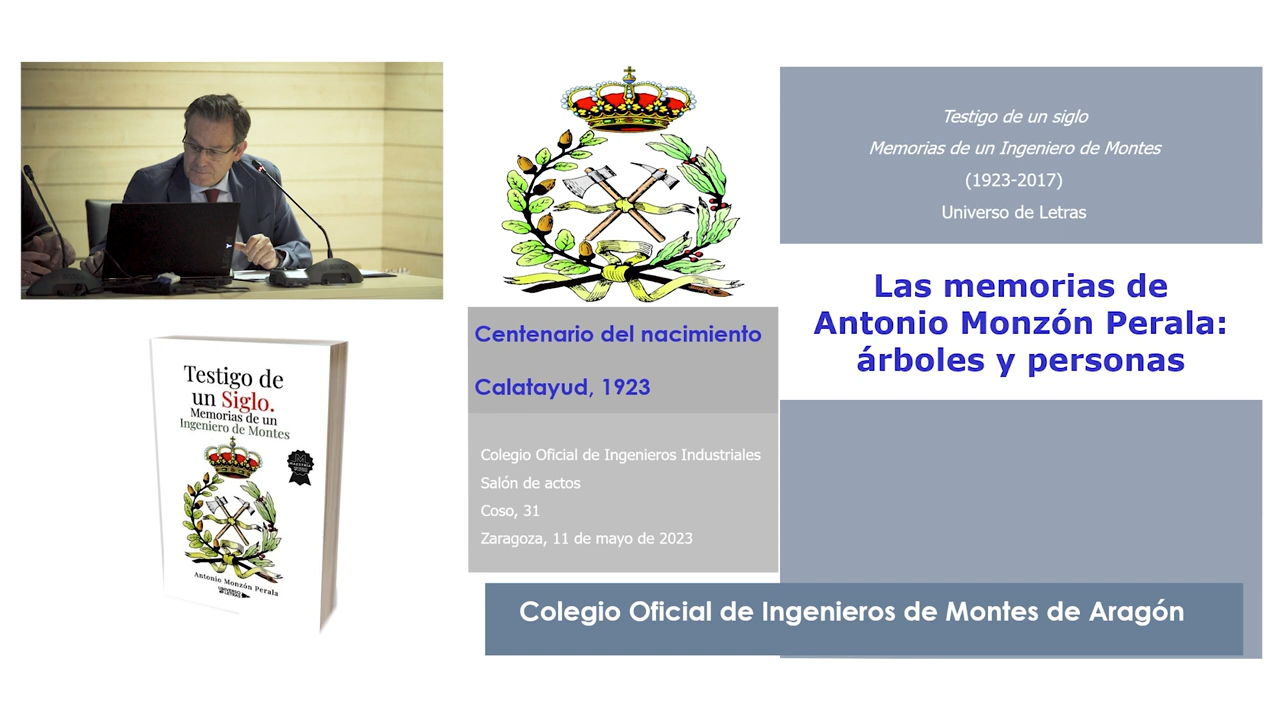 Testigo de un siglo
Memorias de un Ingeniero de Montes
(1923-2017)
Universo de Letras
Las memorias de
Antonio Monzón Perala:
árboles y personas
Centenario del nacimiento
Calatayud, 1923
Colegio Oficial de Ingenieros Industriales
Salón de actos
Coso, 31
Zaragoza, 11 de mayo de 2023
Colegio Oficial de Ingenieros de Montes de Aragón
Testigo de
un Siglo.
Memorias de un
Ingeniero de Montes
Antonio Monzón Perala
UNIVERSO
DE LETRAS